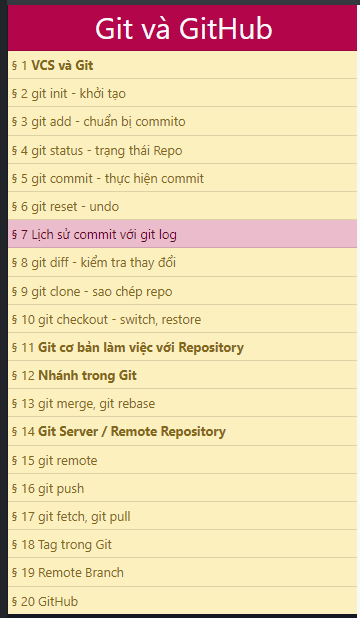 Git và GitHub
§ 1 VCS và Git
§ 2 git init - khởi tạo
§ 3 git add - chuẩn bị commito
§ 4 git status - trạng thái Repo
§ 5 git commit - thực hiện commit
§ 6 git reset - undo
§ 7 Lịch sử commit với git log
§ 8 git diff - kiểm tra thay đổi
§ 9 git clone - sao chép repo
§ 10 git checkout - switch, restore
§ 11 Git cơ bản làm việc với Repository
§ 12 Nhánh trong Git
§ 13 git merge, git rebase
§ 14 Git Server / Remote Repository
§ 15 git remote
§ 16 git push
§ 17 git fetch, git pull
§ 18 Tag trong Git
§ 19 Remote Branch
§ 20 GitHub